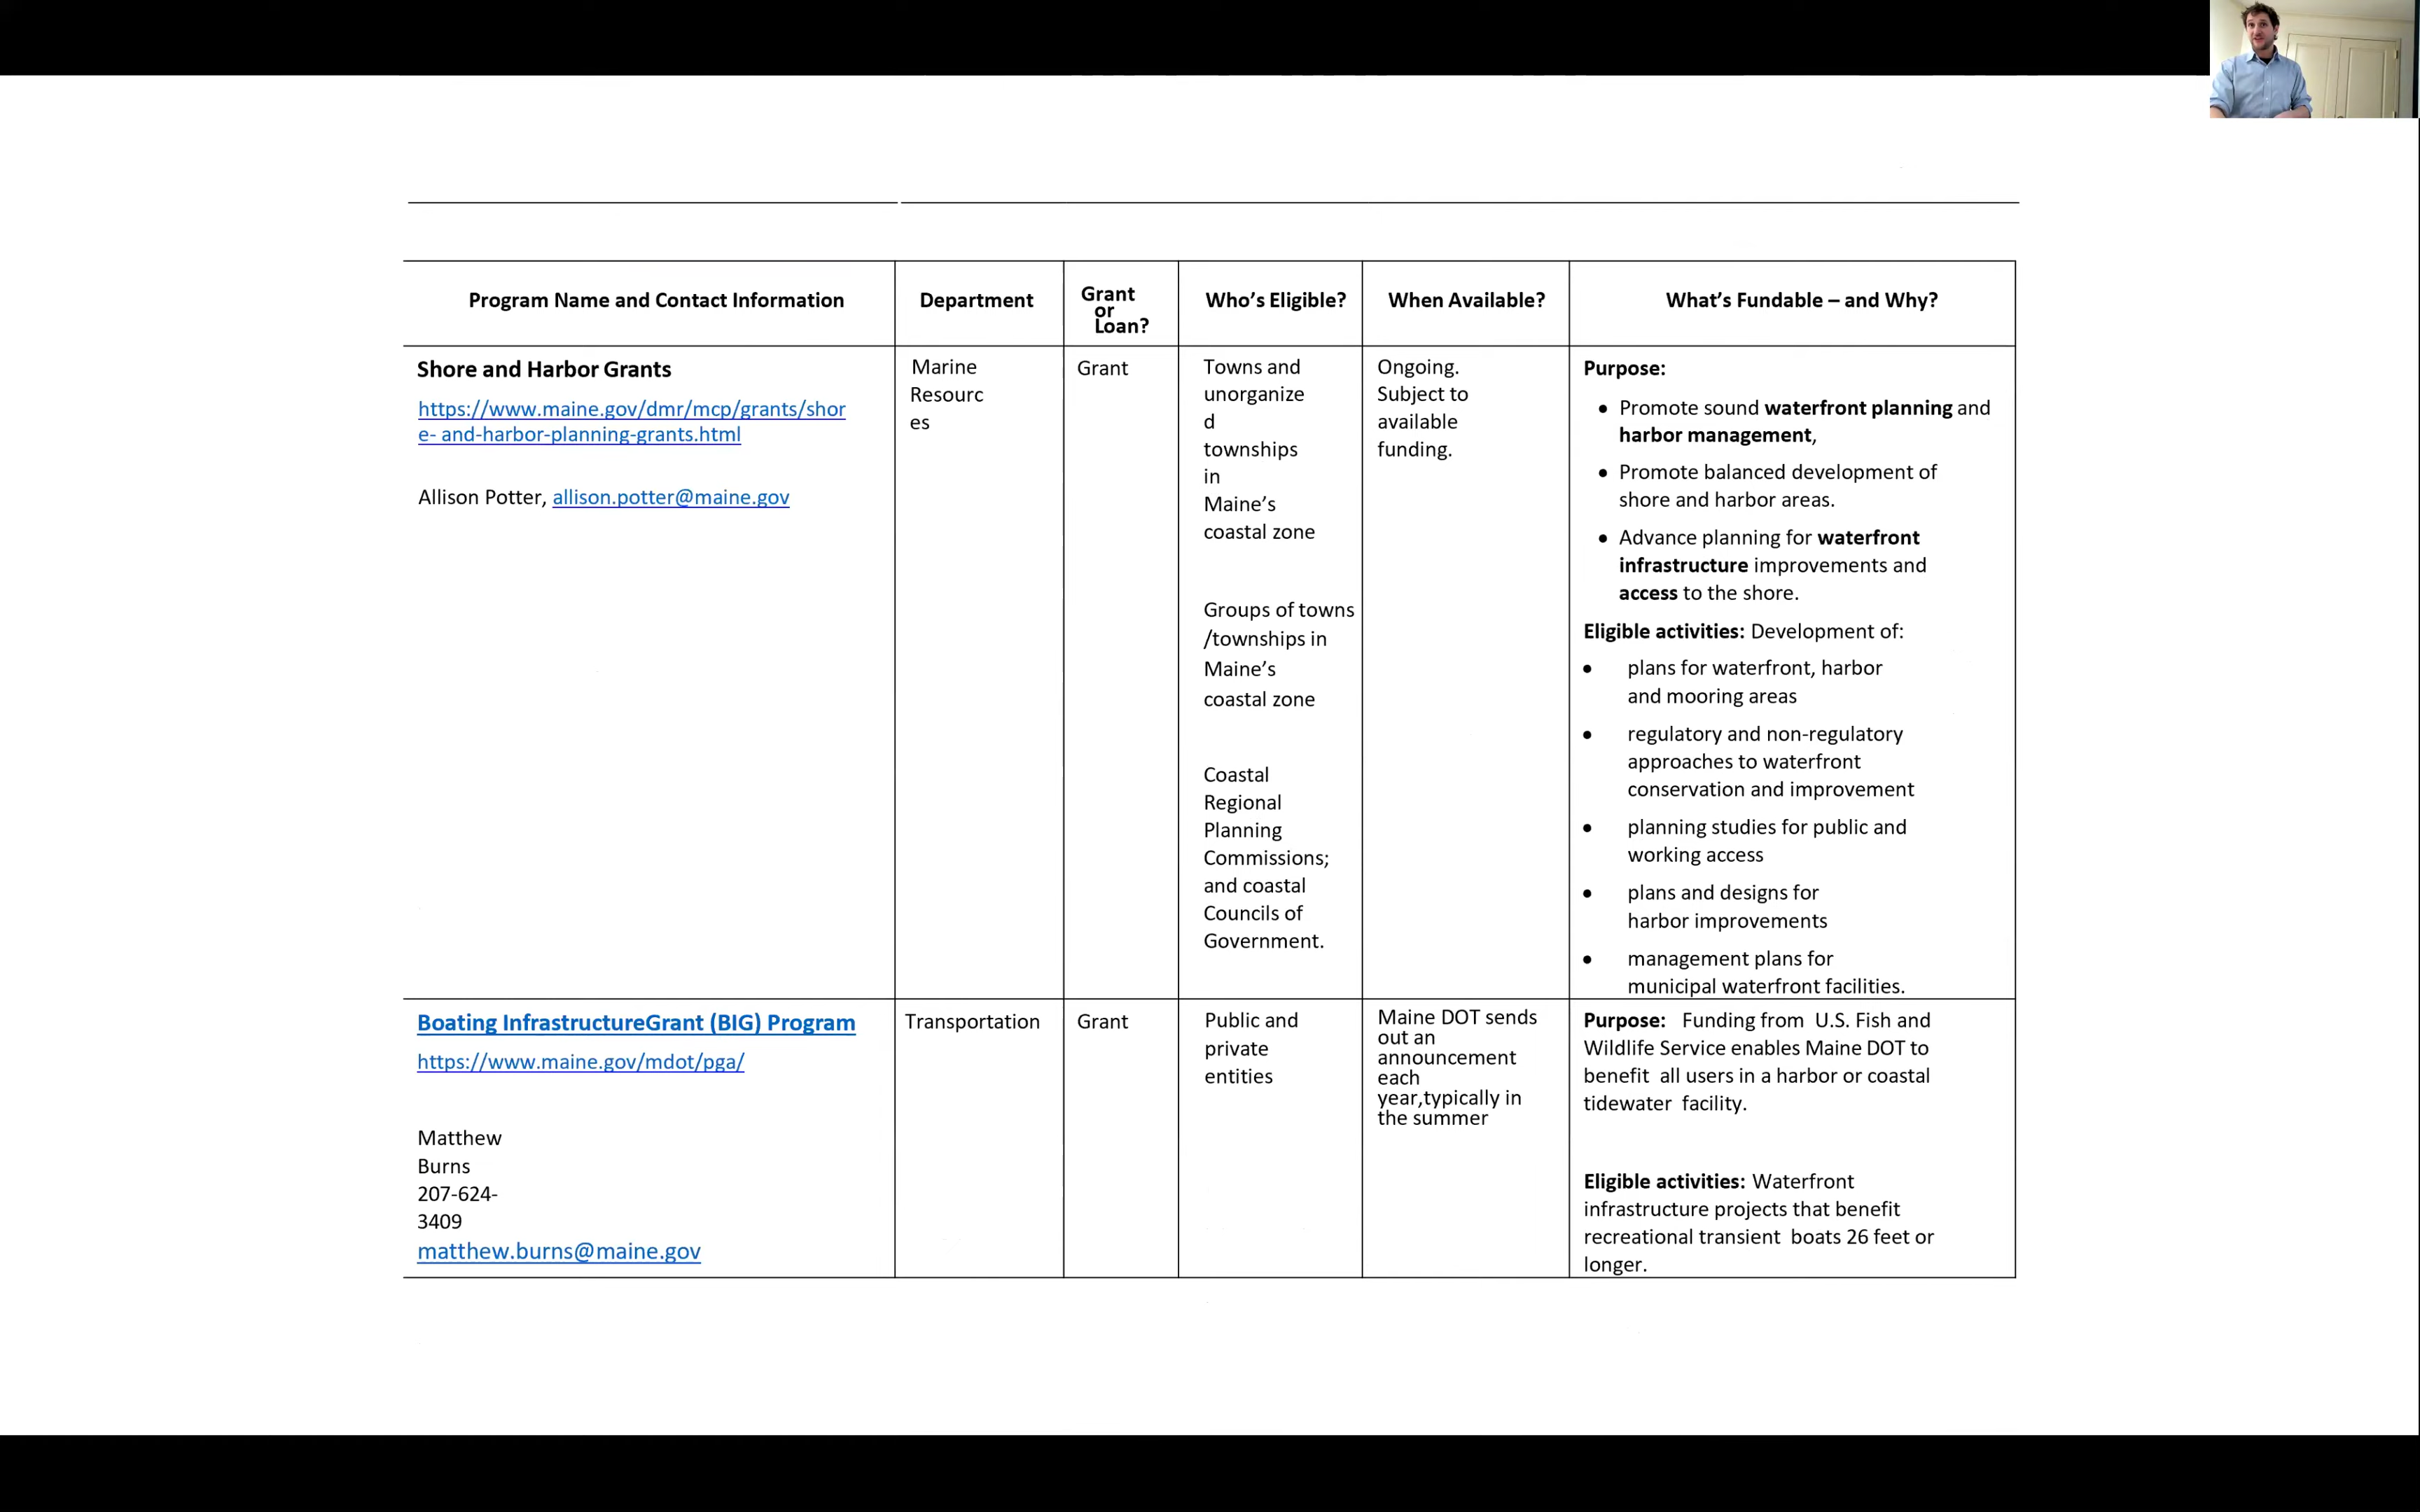 Program Name and Contact Information
Department
Grant
or
Loan?
Who's Eligible?
When Available?
What's Fundable – and Why?
Shore and Harbor Grants
https://www.maine.gov/dmr/mcp/grants/shor
e- and-harbor-planning-grants.html
Allison Potter, allison.potter@maine.gov
Marine
Resourc
es
Grant
Towns and
unorganize
d
townships
in
Maine's
coastal zone
Groups of towns
/townships in
Maine's
coastal zone
Coastal
Regional
Planning
Commissions;
and coastal
Councils of
Government.
Ongoing.
Subject to
available
funding.
Purpose:
• Promote sound waterfront planning and
harbor management,
• Promote balanced development of
shore and harbor areas.
• Advance planning for waterfront
infrastructure improvements and
access to the shore.
Eligible activities: Development of:
• plans for waterfront, harbor
and mooring areas
• regulatory and non-regulatory
approaches to waterfront
conservation and improvement
• planning studies for public and
working access
• plans and designs for
harbor improvements
• management plans for
municipal waterfront facilities.
Boating InfrastructureGrant (BIG) Program
https://www.maine.gov/mdot/pga/
Matthew
Burns
207-624-
3409
matthew.burns@maine.gov
Transportation
Grant
Public and
private
entities
Maine DOT sends
out an
announcement
each
year,typically in
the summer
Purpose: Funding from U.S. Fish and
Wildlife Service enables Maine DOT to
benefit all users in a harbor or coastal
tidewater facility.
Eligible activities: Waterfront
infrastructure projects that benefit
recreational transient boats 26 feet or
longer.